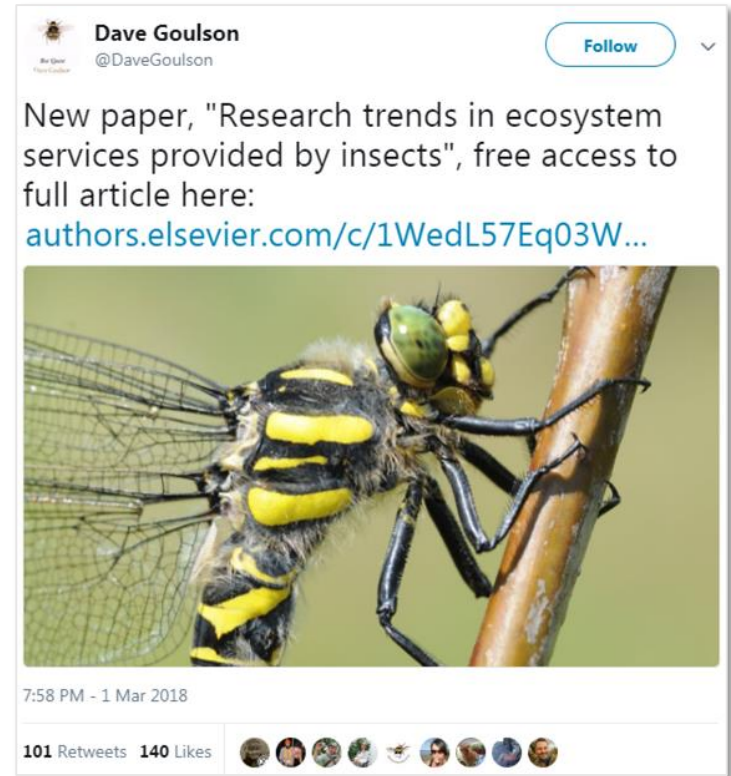 Dave Goulson
@DaveGoulson
Follow
New paper, "Research trends in ecosystem
services provided by insects", free access to
full article here:
authors.elsevier.com/c/1WedL57Eq03W...
7:58 PM - 1 Mar 2018
101 Retweets 140 Likes